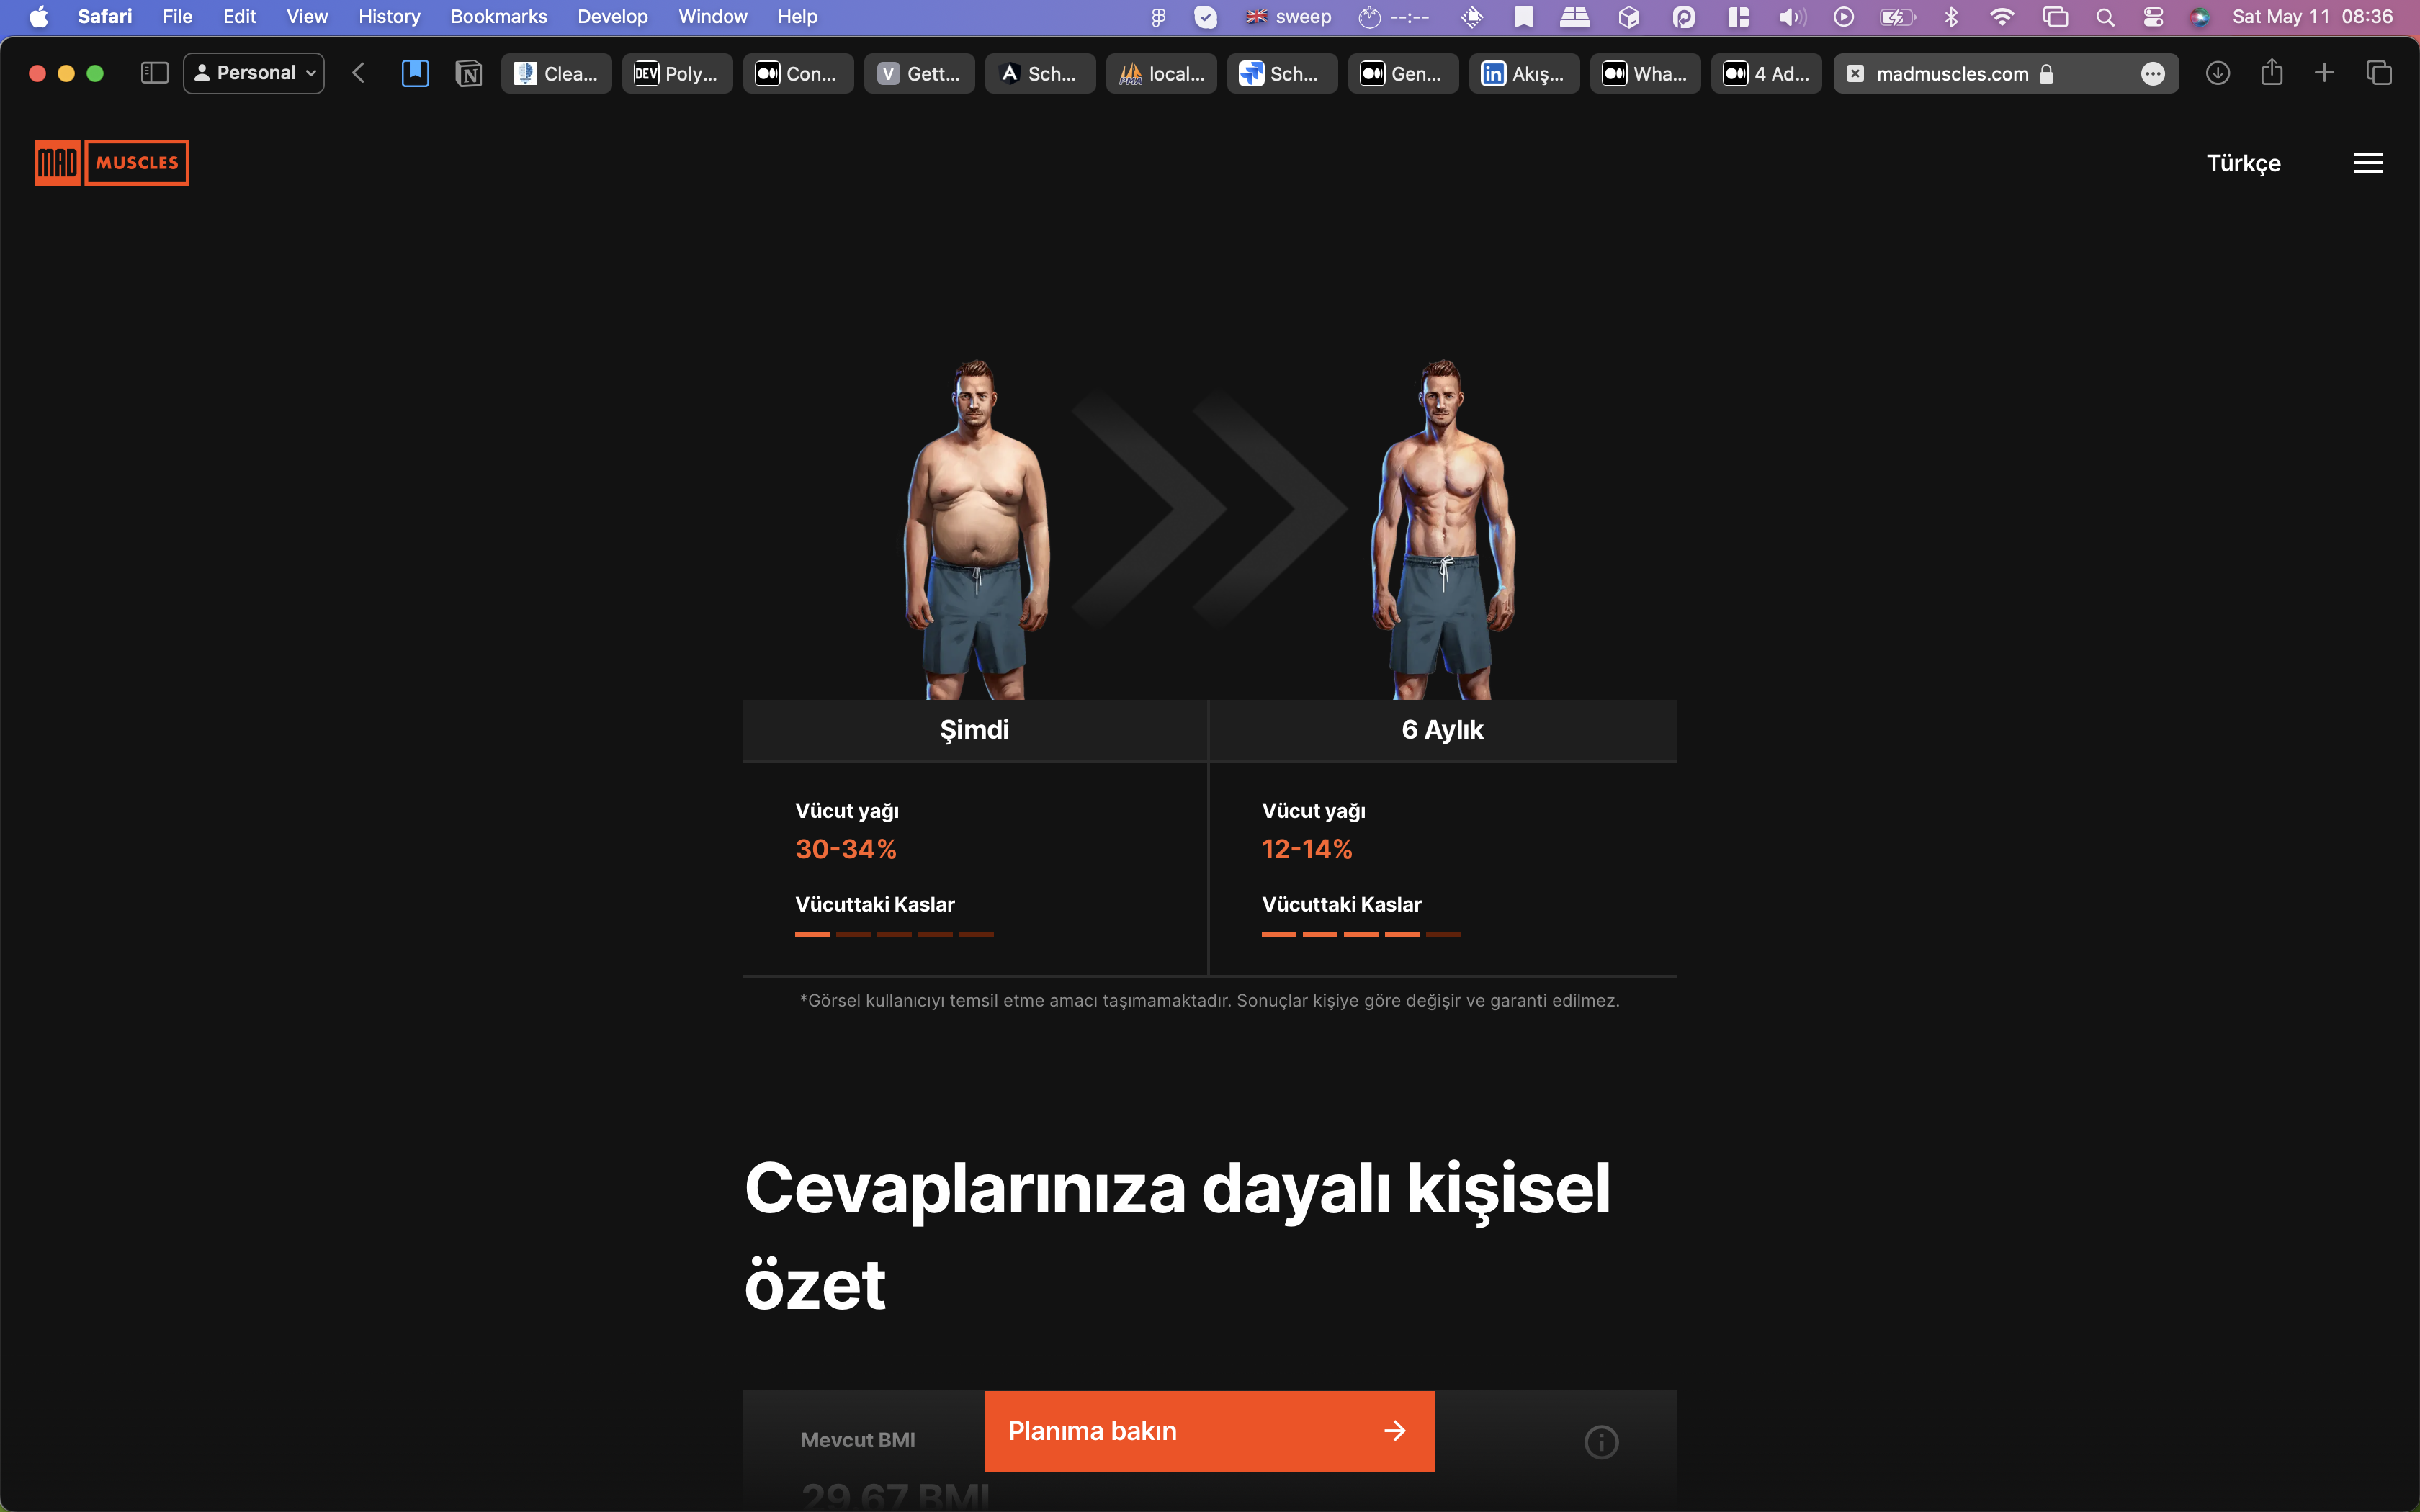 Safari File Edit View History Bookmarks Develop Window Help sweep --:-- Sat May 11 08:36
Personal Clea... DEV Poly... Con... V Gett... A Sch... local... Sch... Gen... in Akış... Wha... 4 Ad... madmuscles.com
MAD MUSCLES Türkçe
Şimdi 6 Aylık
Vücut yağı Vücut yağı
30-34% 12-14%
Vücuttaki Kaslar Vücuttaki Kaslar
*Görsel kullanıcıyı temsil etme amacı taşımamaktadır. Sonuçlar kişiye göre değişir ve garanti edilmez.
Cevaplarınıza dayalı kişisel
özet
Mevcut BMI Planıma bakın
29.67 BMI